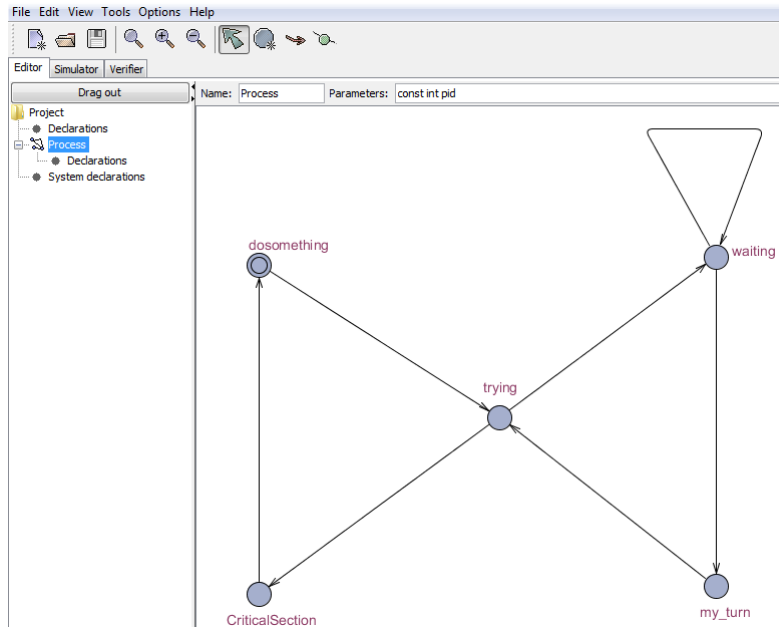 File Edit View Tools Options Help
Editor Simulator Verifier
Drag out
Name: Process Parameters: const int pid
Project
Declarations
Process
Declarations
System declarations
dosomething
waiting
trying
CriticalSection
my_turn